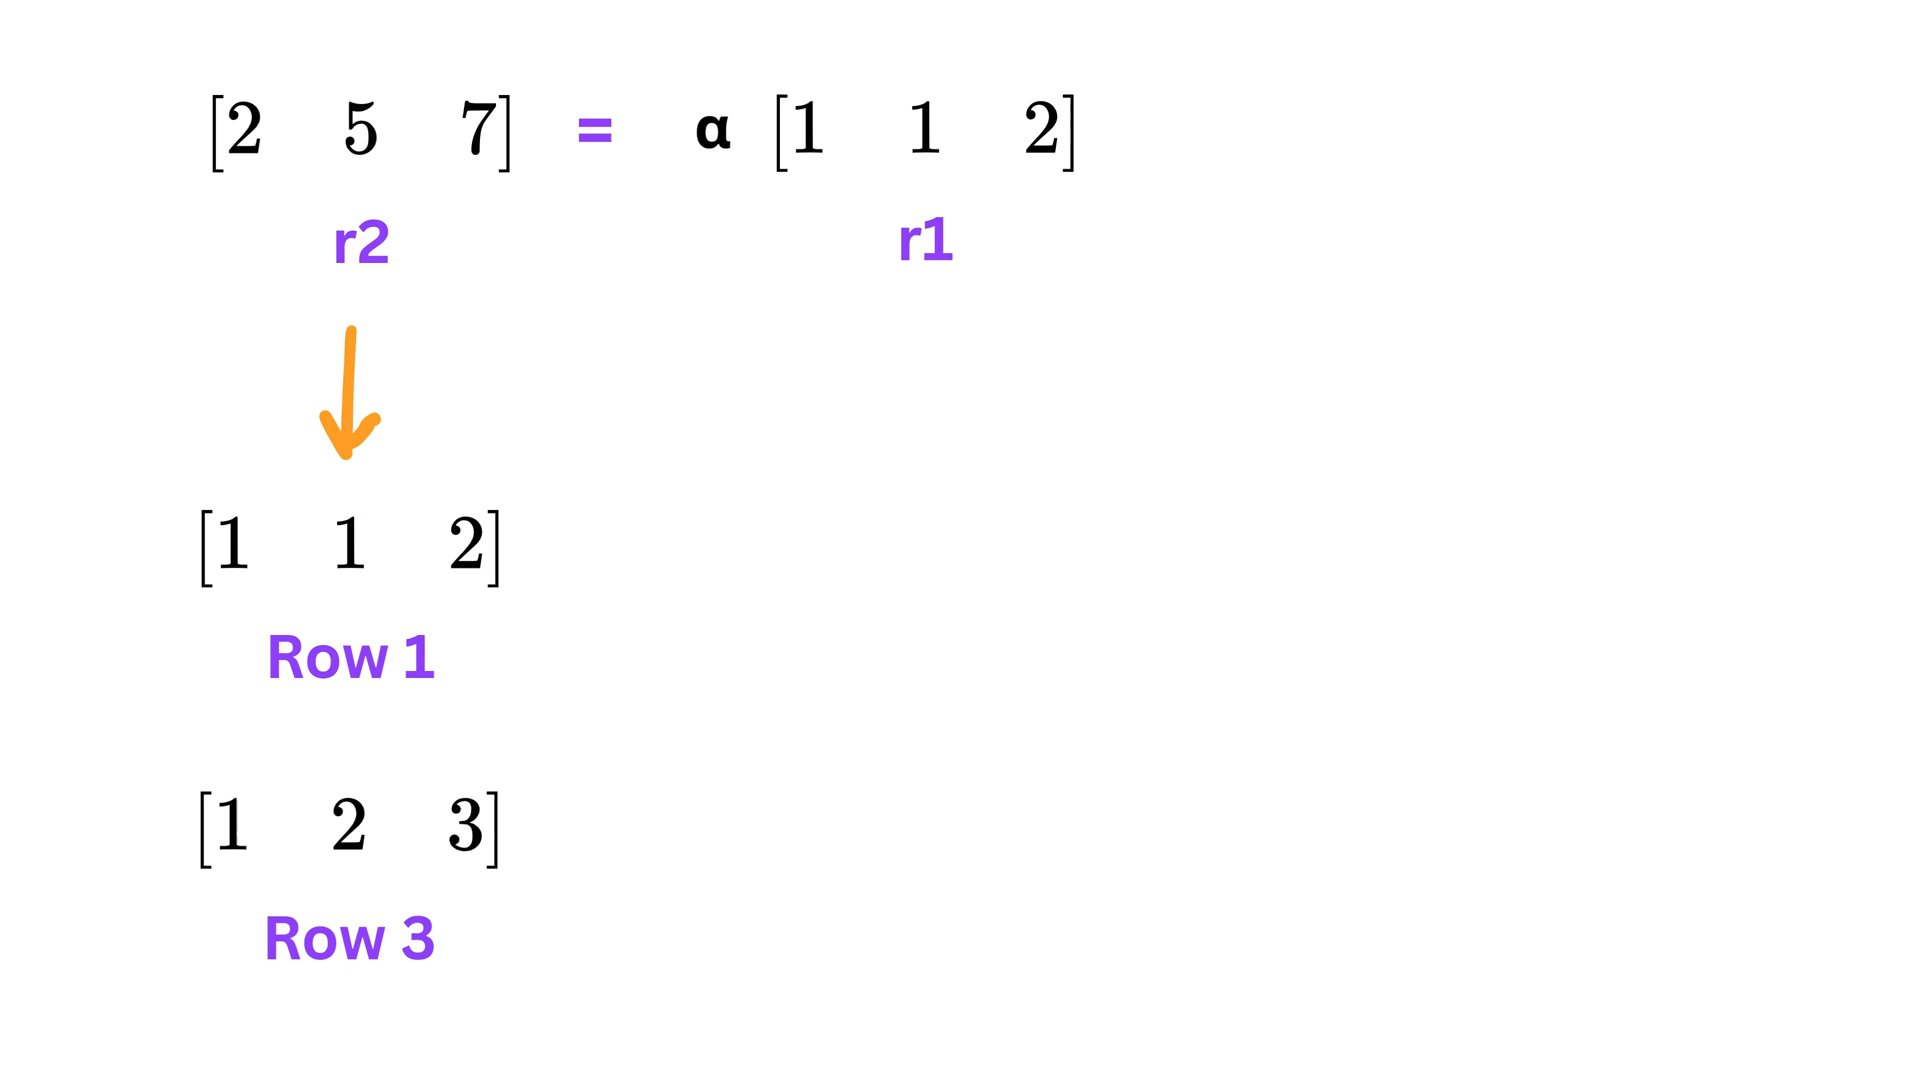 [2 5 7] = α [1 1 2]
r2 r1
[1 1 2]
Row 1
[1 2 3]
Row 3